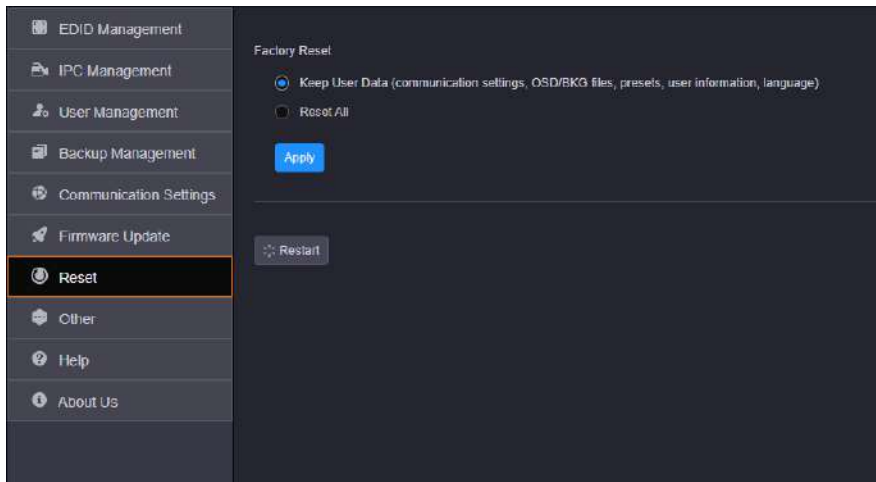 EDID Management
IPC Management
User Management
Backup Management
Communication Settings
Firmware Update
Reset
Other
Help
About Us
Factory Reset
Keep User Data (communication settings, OSD/BKG files, presets, user information, language)
Reset All
Apply
Restart